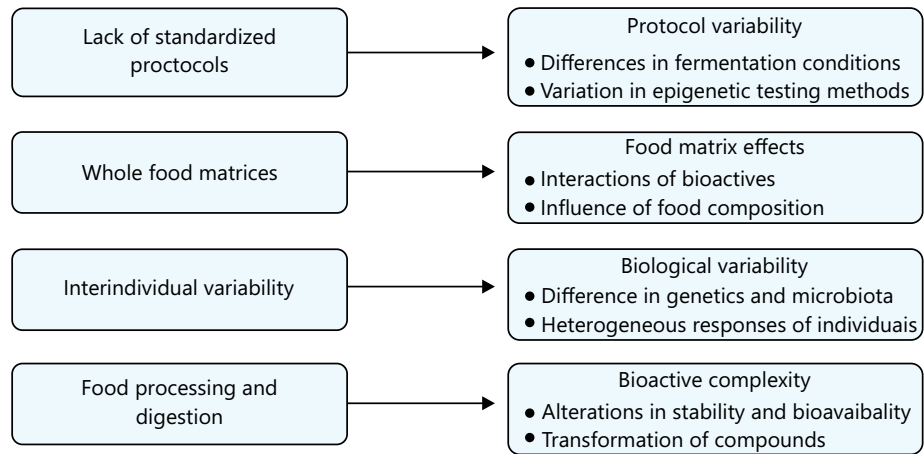 Lack of standardized
proctocols
Protocol variability
● Differences in fermentation conditions
● Variation in epigenetic testing methods
Whole food matrices
Food matrix effects
● Interactions of bioactives
● Influence of food composition
Interindividual variability
Biological variability
● Difference in genetics and microbiota
● Heterogeneous responses of individuais
Food processing and
digestion
Bioactive complexity
● Alterations in stability and bioavaibality
● Transformation of compounds